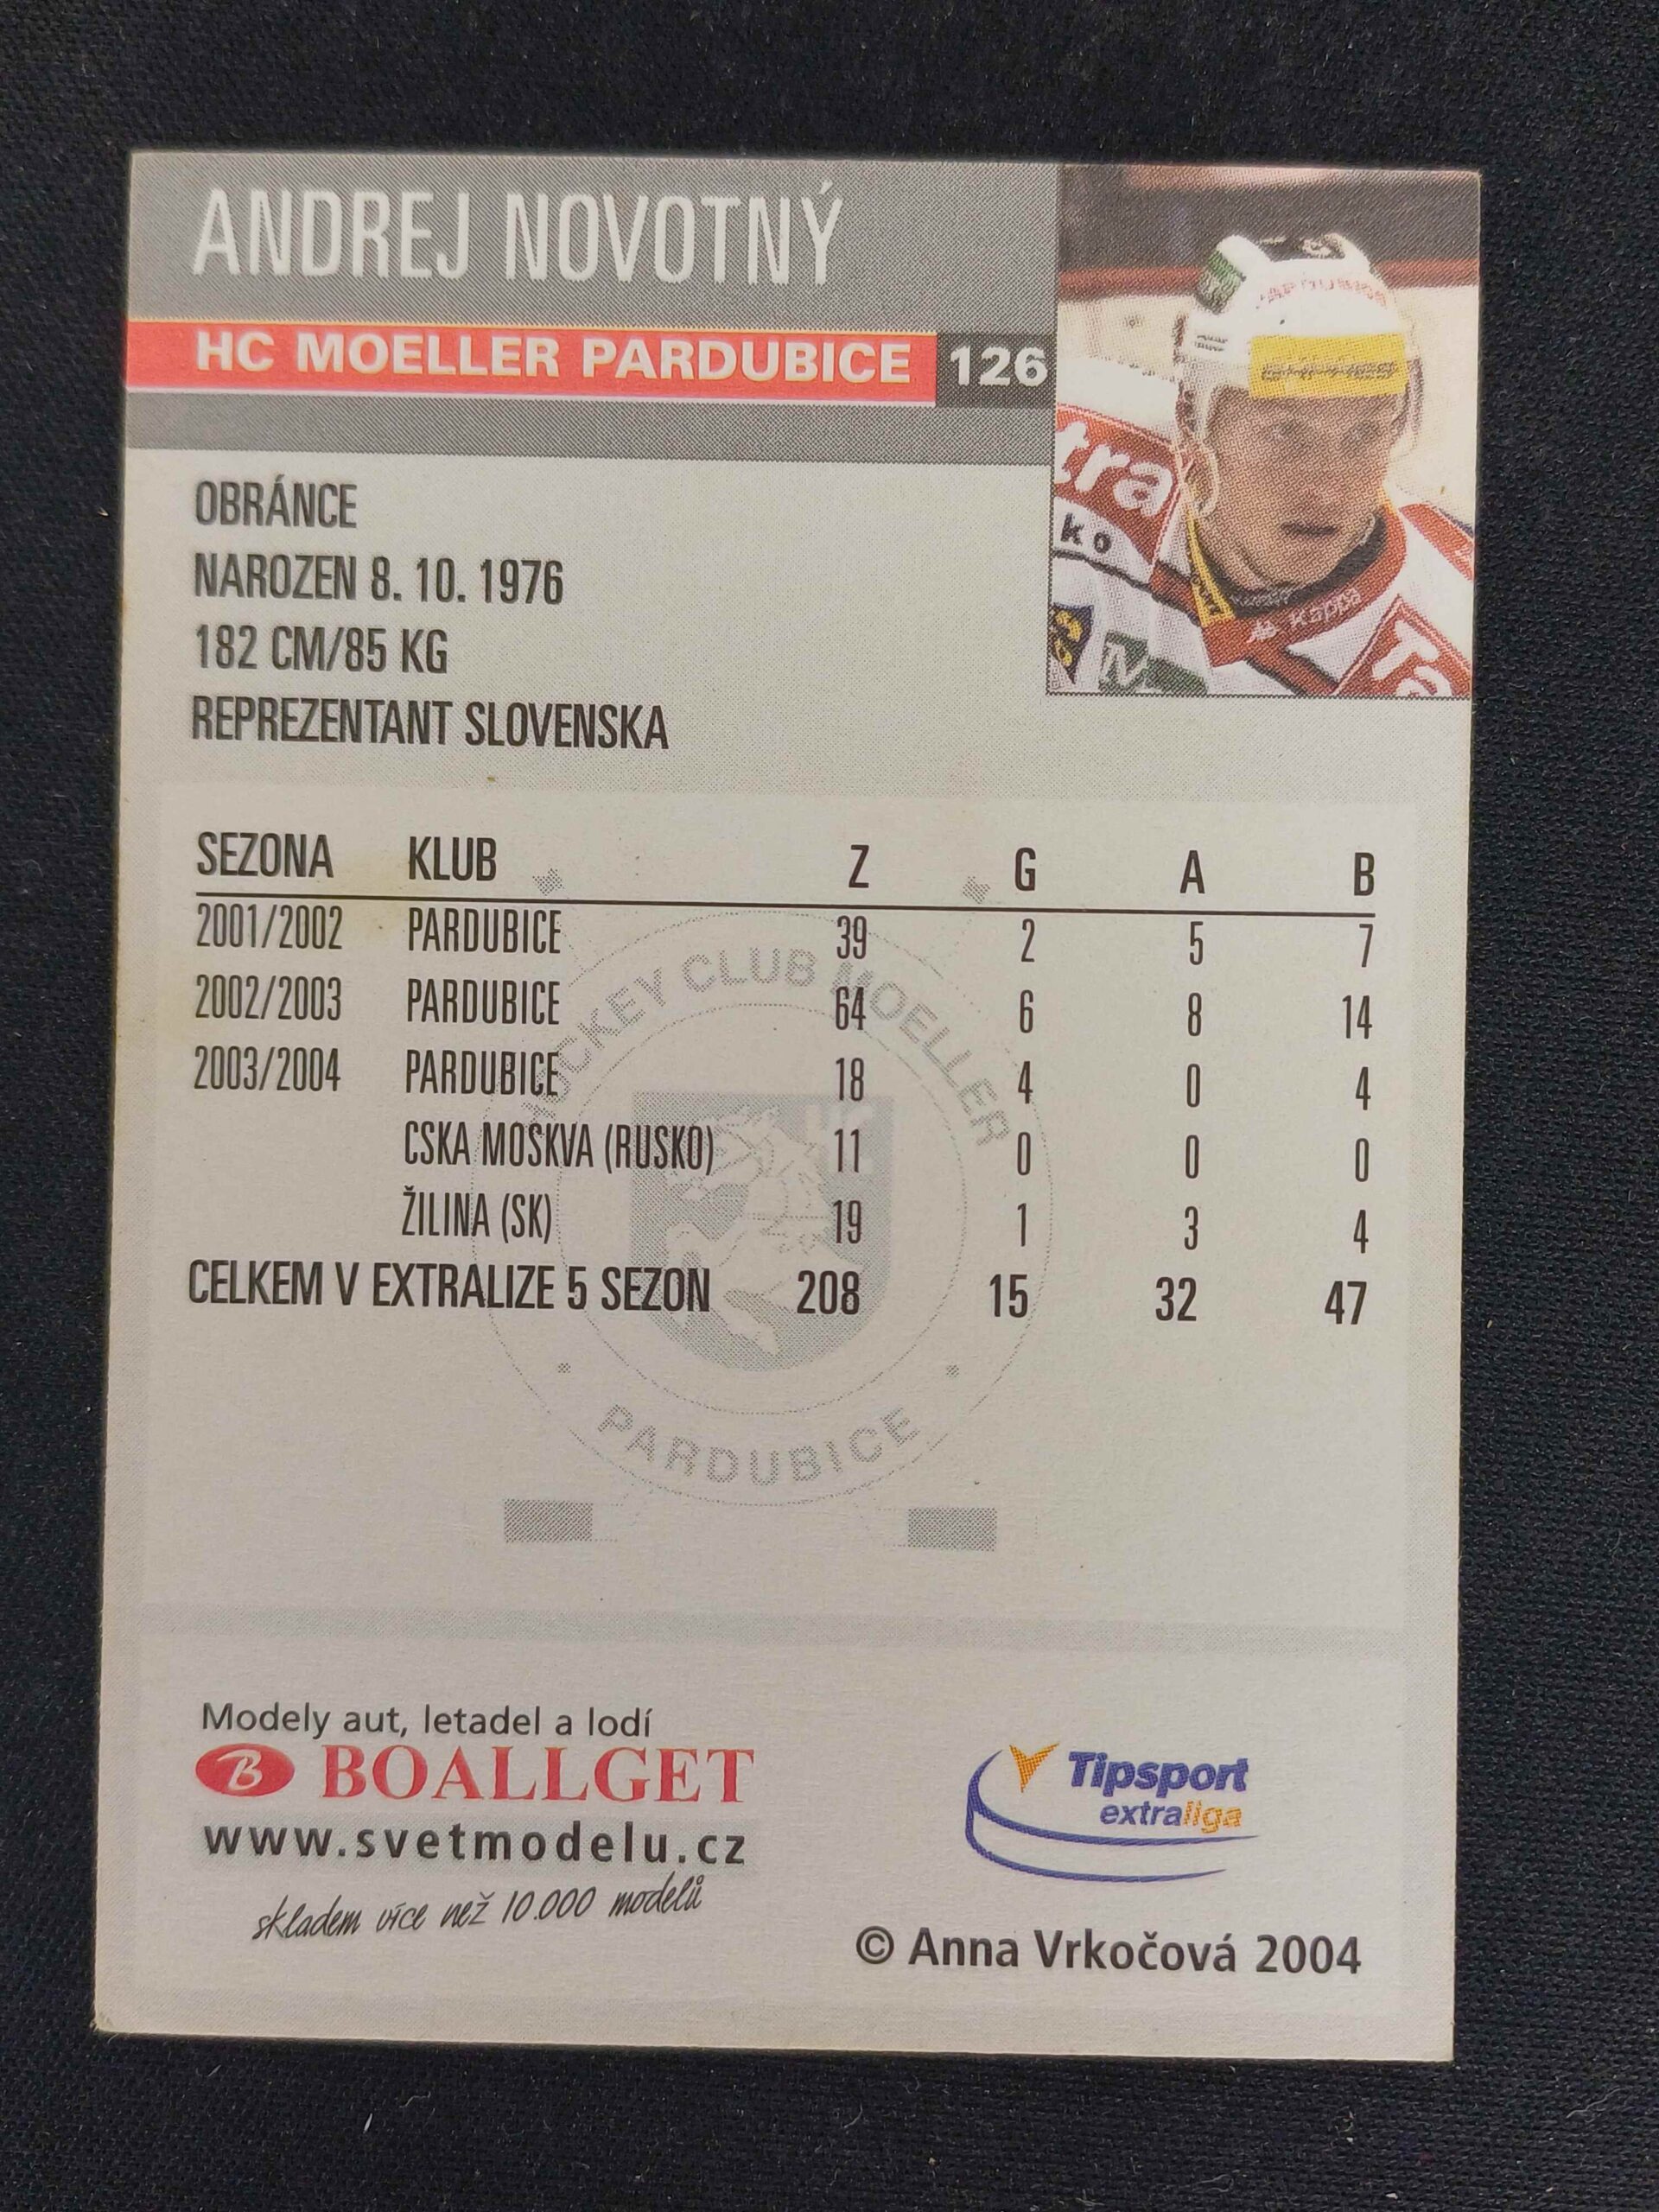 ANDREJ NOVOTNÝ
HC MOELLER PARDUBICE 126
tra
ko
Kappa
OBRÁNCE
NAROZEN 8. 10. 1976
182 CM/85 KG
REPREZENTANT SLOVENSKA
SEZONA KLUB Z G A B
2001/2002 PARDUBICE 39 2 5 7
2002/2003 PARDUBICE 64 6 8 14
2003/2004 PARDUBICE 18 4 0 4
CSKA MOSKVA (RUSKO) 11 0 0 0
ŽILINA (SK) 19 1 3 4
CELKEM V EXTRALIZE 5 SEZON 208 15 32 47
HOCKEY CLUB MOELLER
PARDUBICE
Modely aut, letadel a lodí
B BOALLGET
www.svetmodelu.cz
skladem více než 10.000 modelů
Tipsport
extraliga
© Anna Vrkočová 2004